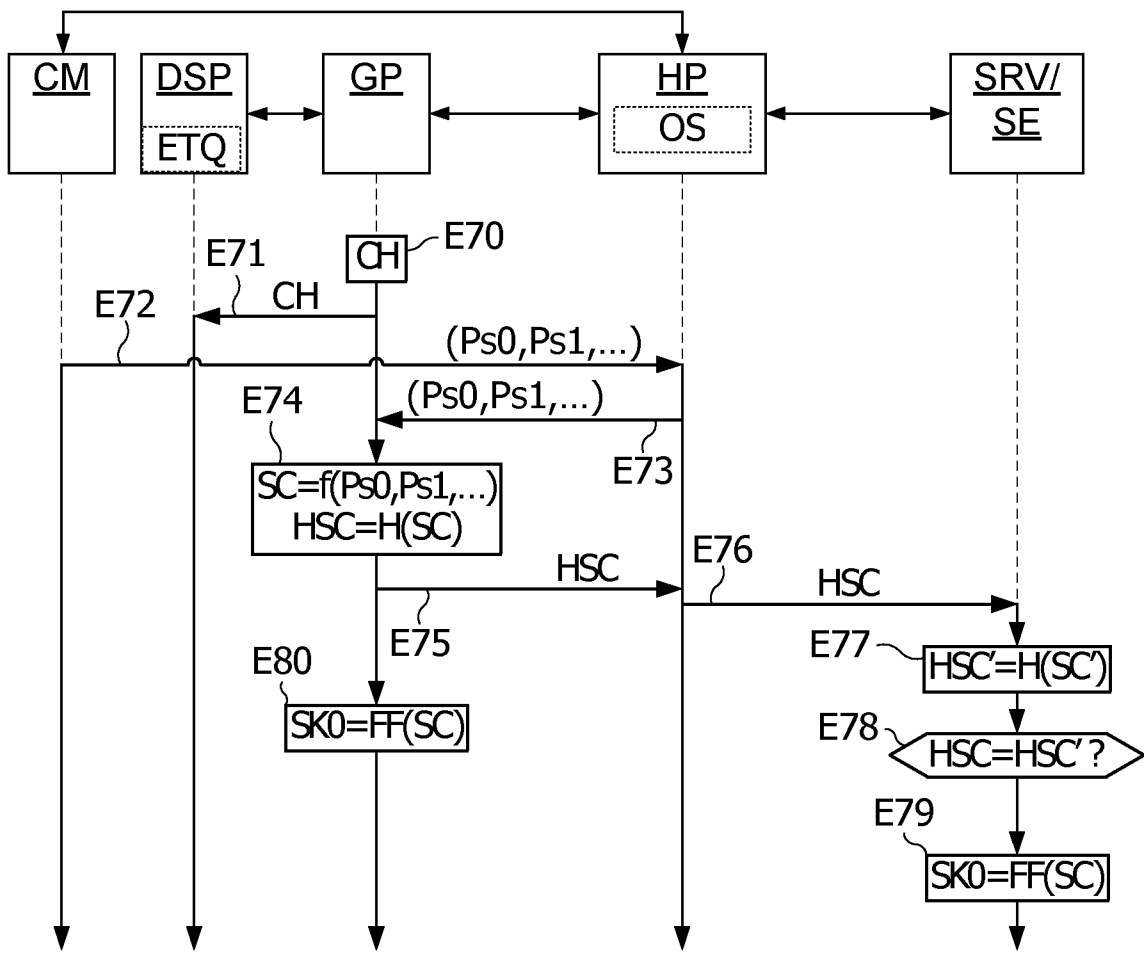 CM
DSP
ETQ
GP
HP
OS
SRV/
SE
CH
E70
E71
CH
E72
(Ps0,Ps1,...)
(Ps0,Ps1,...)
E73
E74
SC=f(Ps0,Ps1,...)
HSC=H(SC)
HSC
E75
E76
HSC
E77
HSC'=H(SC')
E78
HSC=HSC'?
E80
SK0=FF(SC)
E79
SK0=FF(SC)